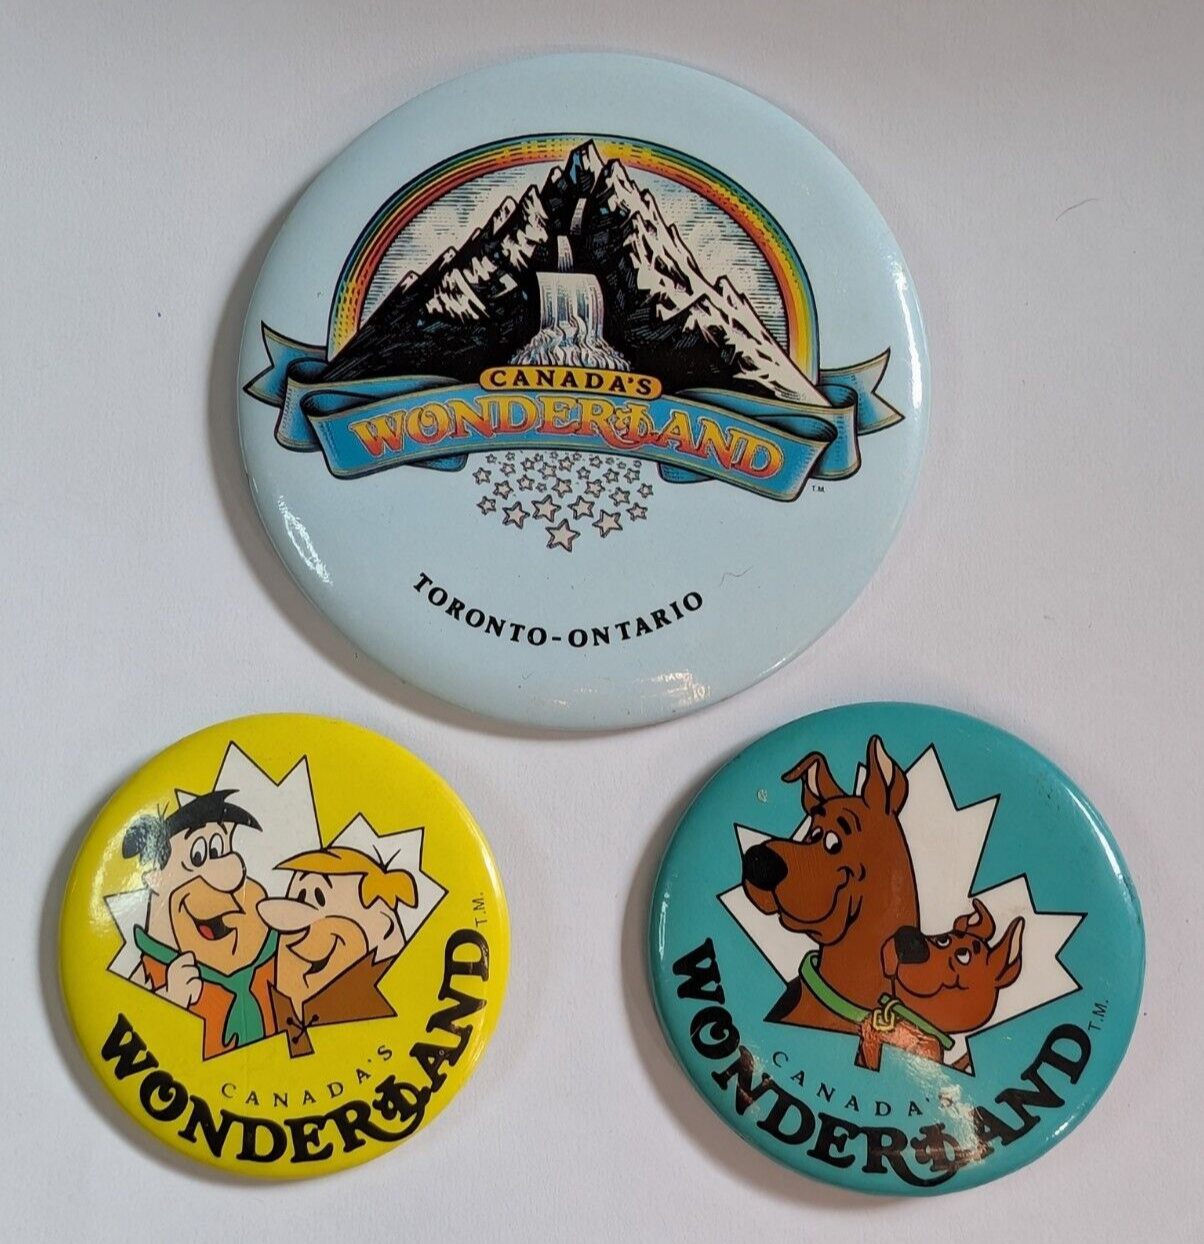 CANADA'S
WONDERLAND
TM
TORONTO-ONTARIO
CANADA'S
WONDERLAND
T.M.
CANADA'S
WONDERLAND
T.M.